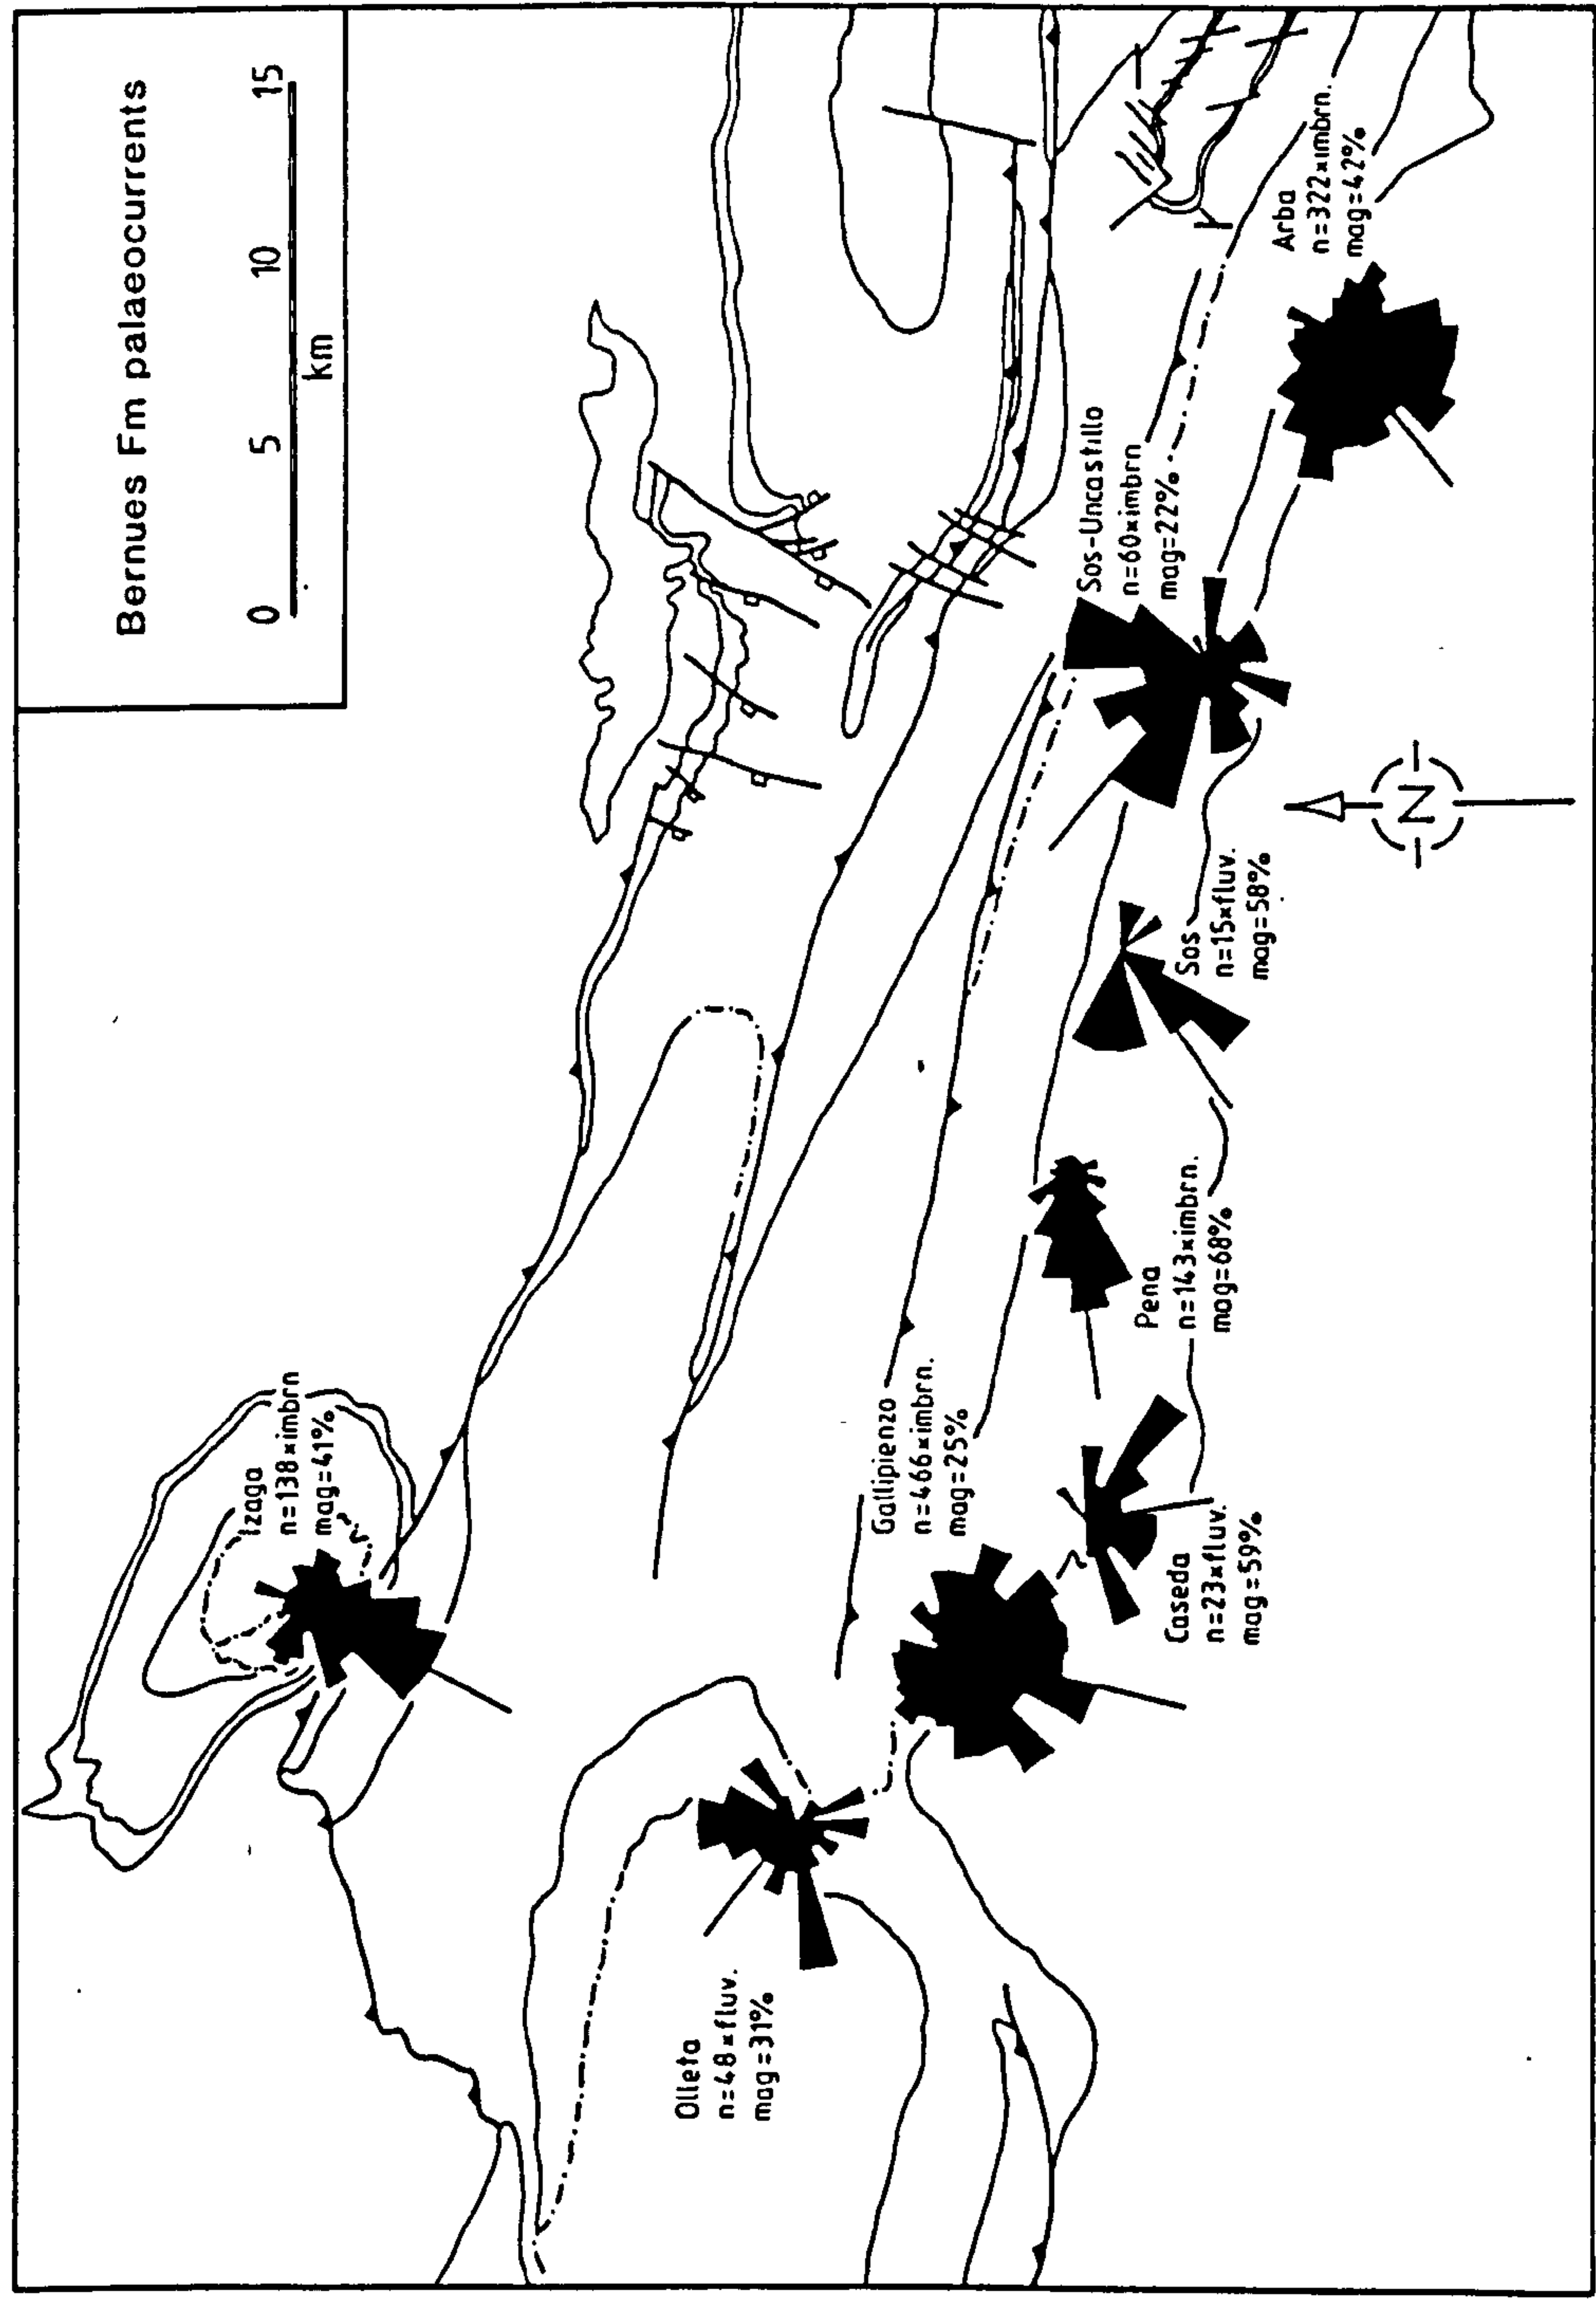 Bernues Fm palaeocurrents
0 5 10 15
km
Izaga
n=138×imbrn
mag=41%
Olleta
n=48×fluv.
mag=31%
Gallipienzo
n=466×imbrn.
mag=25%
Caseda
n=23×fluv.
mag=59%
Pena
n=143×imbrn.
mag=68%
Sos
n=15×fluv.
mag=58%
Sos-Uncastillo
n=60×imbrn
mag=22%
Arba
n=322×imbrn.
mag=42%
N